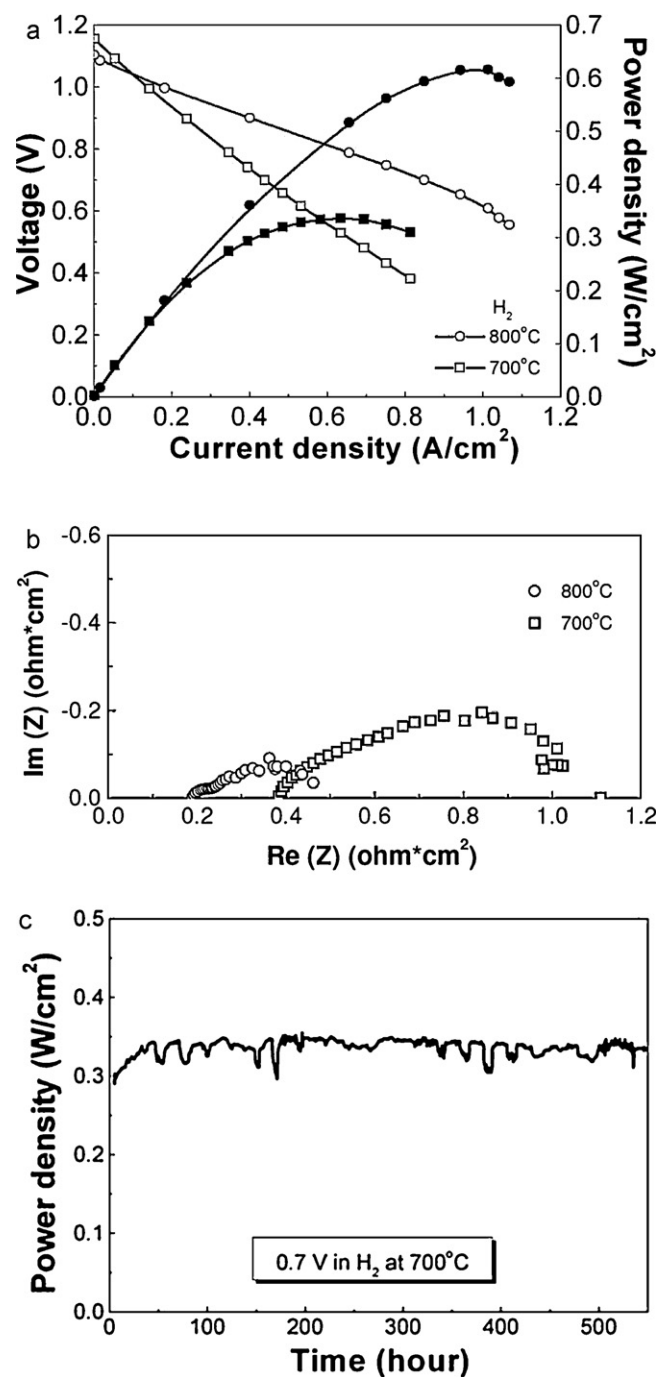 a
1.2
1.0
0.8
0.6
0.4
0.2
0.0
Voltage (V)
0.7
0.6
0.5
0.4
0.3
0.2
0.1
0.0
Power density (W/cm²)
H₂
800°C
700°C
0.0 0.2 0.4 0.6 0.8 1.0 1.2
Current density (A/cm²)
b
-0.6
-0.4
-0.2
0.0
Im (Z) (ohm*cm²)
800°C
700°C
0.0 0.2 0.4 0.6 0.8 1.0 1.2
Re (Z) (ohm*cm²)
c
0.5
0.4
0.3
0.2
0.1
0.0
Power density (W/cm²)
0.7 V in H₂ at 700°C
0 100 200 300 400 500
Time (hour)